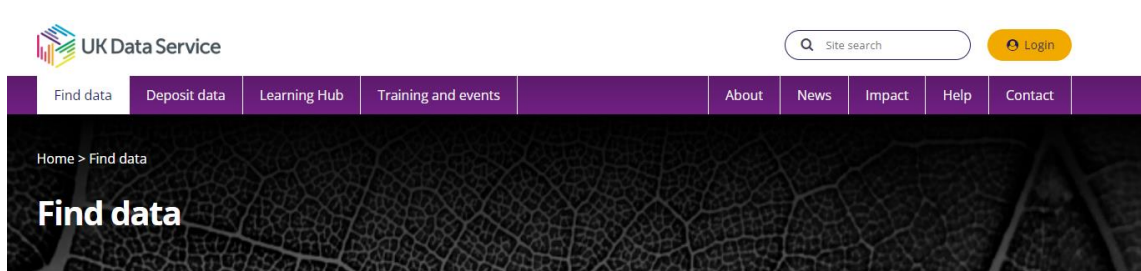 UK Data Service
Site search
Login
Find data
Deposit data
Learning Hub
Training and events
About
News
Impact
Help
Contact
Home > Find data
Find data